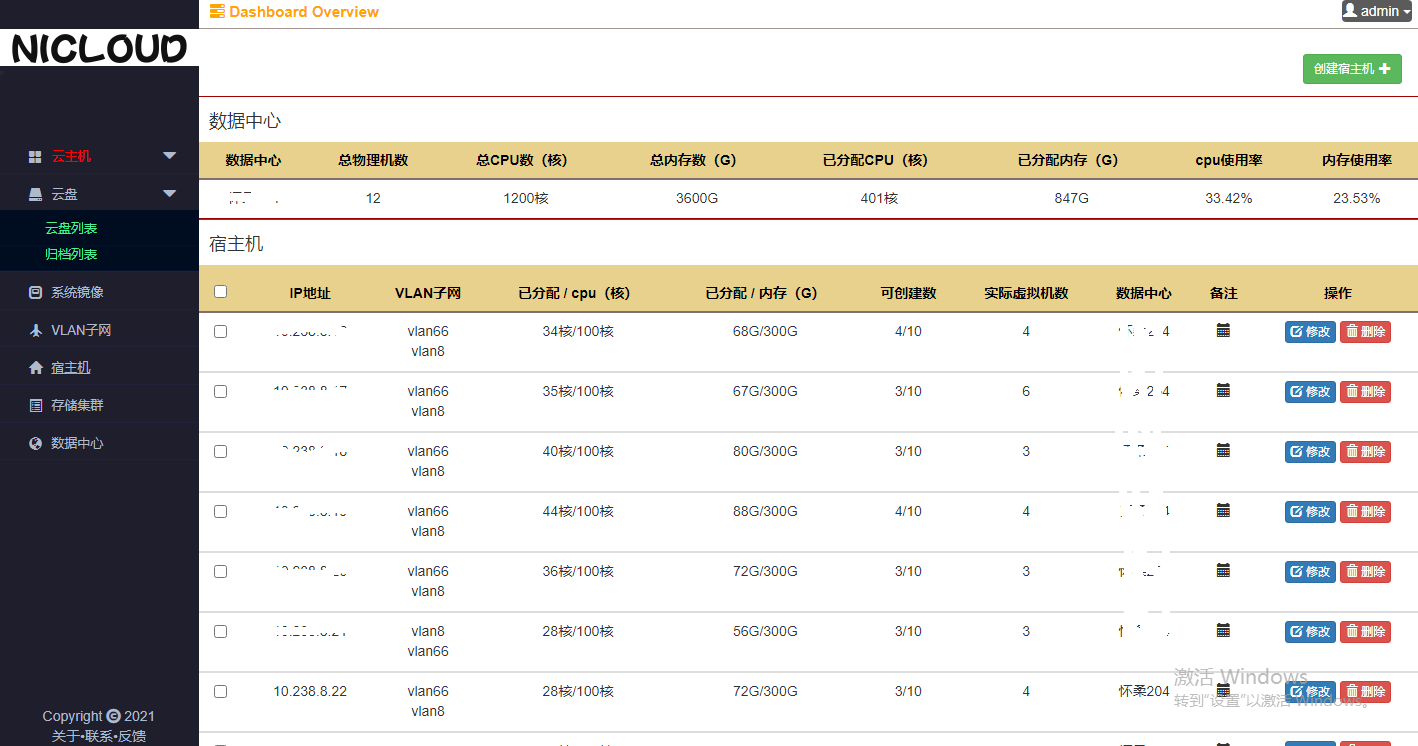 Dashboard Overview
admin
NICLOUD
创建宿主机
云主机
云盘
云盘列表
归档列表
系统镜像
VLAN子网
宿主机
存储集群
数据中心
Copyright 2021
关于•联系•反馈
数据中心
数据中心 总物理机数 总CPU数（核） 总内存数（G） 已分配CPU（核） 已分配内存（G） cpu使用率 内存使用率
12 1200核 3600G 401核 847G 33.42% 23.53%
宿主机
IP地址 VLAN子网 已分配 / cpu（核） 已分配 / 内存（G） 可创建数 实际虚拟机数 数据中心 备注 操作
vlan66 34核/100核 68G/300G 4/10 4 修改 删除
vlan8
vlan66 35核/100核 67G/300G 3/10 6 修改 删除
vlan8
vlan66 40核/100核 80G/300G 3/10 3 修改 删除
vlan8
vlan66 44核/100核 88G/300G 4/10 4 修改 删除
vlan8
vlan66 36核/100核 72G/300G 3/10 3 修改 删除
vlan8
vlan8 28核/100核 56G/300G 3/10 3 修改 删除
vlan66
10.238.8.22 vlan66 28核/100核 72G/300G 3/10 4 怀柔204 修改 删除
vlan8
激活 Windows
转到"设置"以激活 Windows。